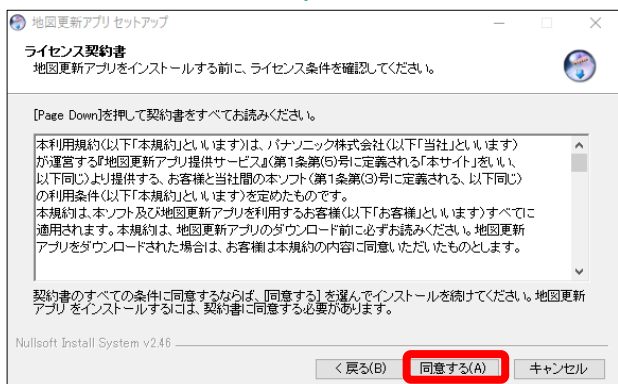 地図更新アプリ セットアップ
ライセンス契約書
地図更新アプリをインストールする前に、ライセンス条件を確認してください。
[Page Down]を押して契約書をすべてお読みください。
本利用規約(以下「本規約」といいます)は、パナソニック株式会社(以下「当社」といいます)
が運営する『地図更新アプリ提供サービス』(第1条第(5)号に定義される「本サイト」をいい、
以下同じ)より提供する、お客様と当社間の本ソフト(第1条第(3)号に定義される、以下同じ)
の利用条件(以下「本規約」といいます)を定めたものです。
本規約は、本ソフト及び地図更新アプリを利用するお客様(以下「お客様」といいます)すべてに
適用されます。本規約は、地図更新アプリのダウンロード前に必ずお読みください。地図更新
アプリをダウンロードされた場合は、お客様は本規約の内容に同意いただいたものとします。
契約書のすべての条件に同意するならば、[同意する] を選んでインストールを続けてください。地図更新
アプリ をインストールするには、契約書に同意する必要があります。
Nullsoft Install System v2.46
< 戻る(B) 同意する(A) キャンセル